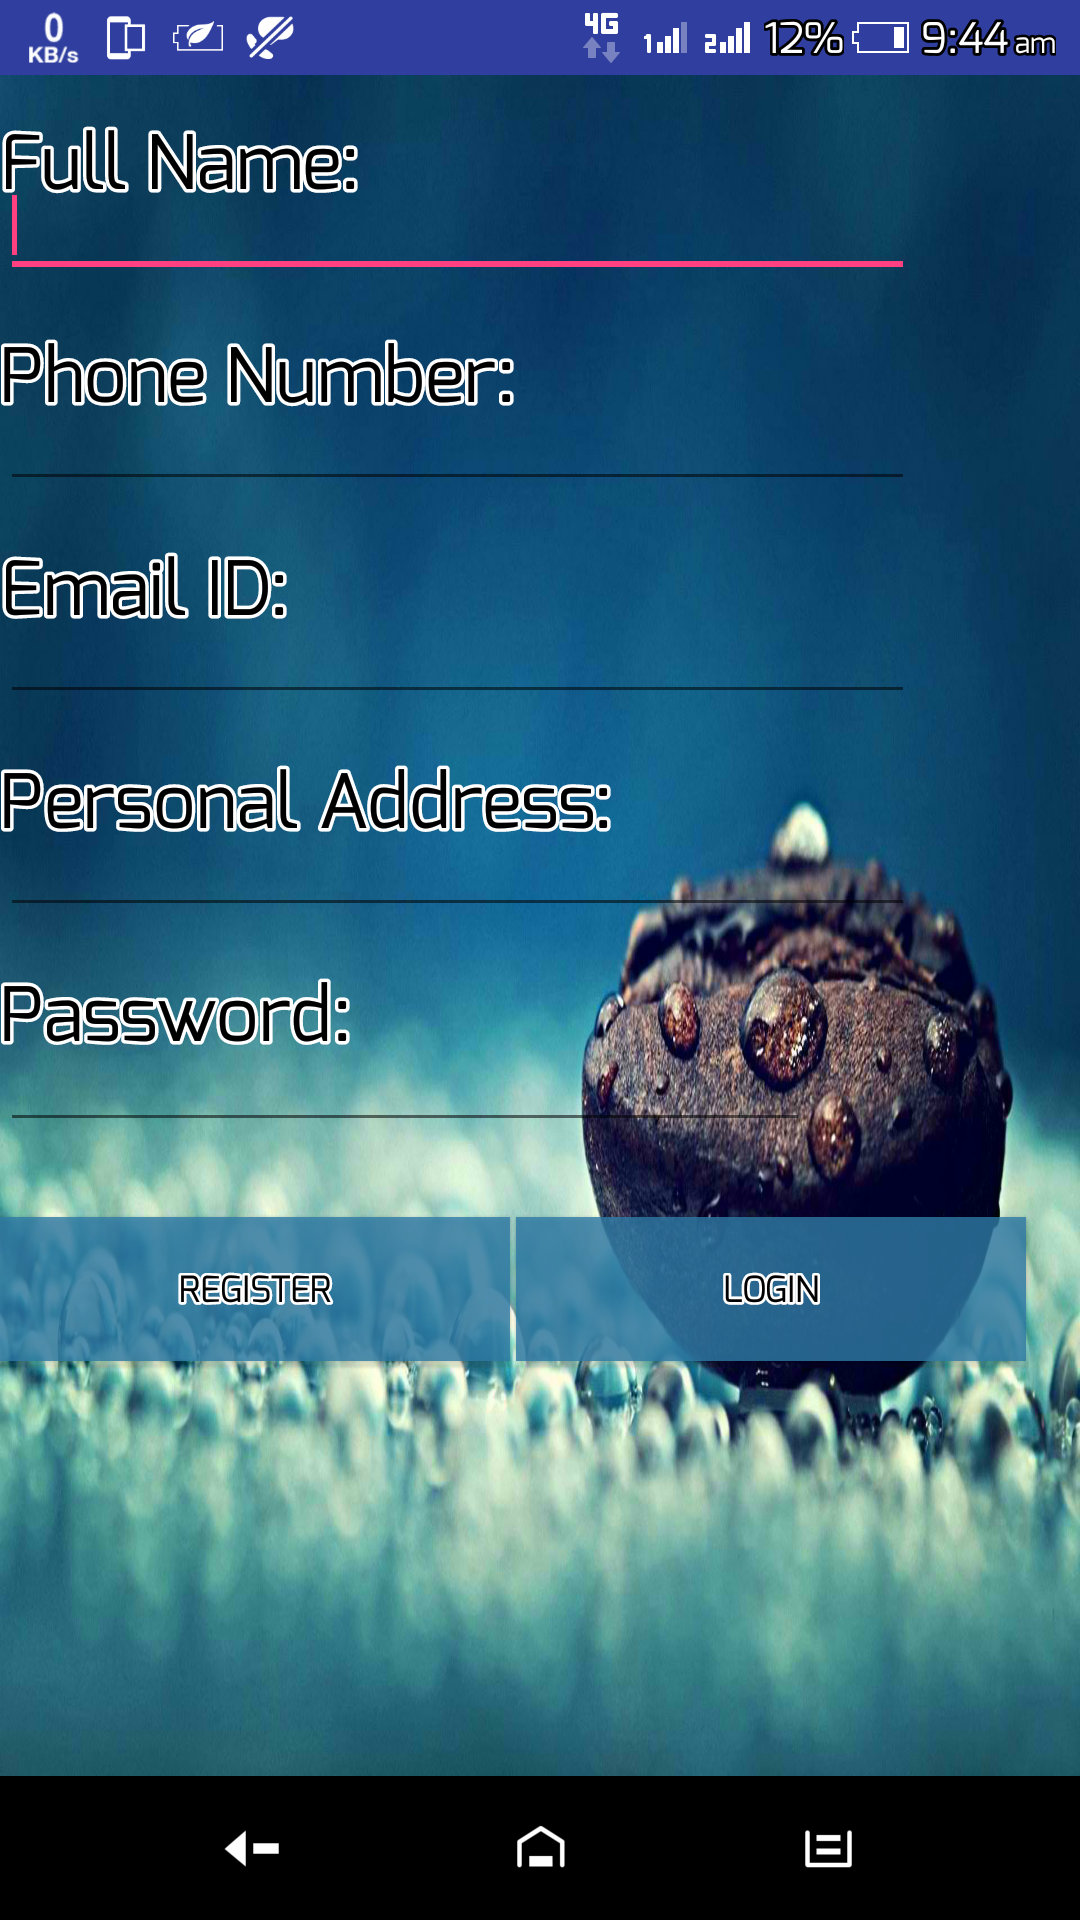 0
KB/s
4G
1
2
12%
9:44 am
Full Name:
Phone Number:
Email ID:
Personal Address:
Password:
REGISTER
LOGIN